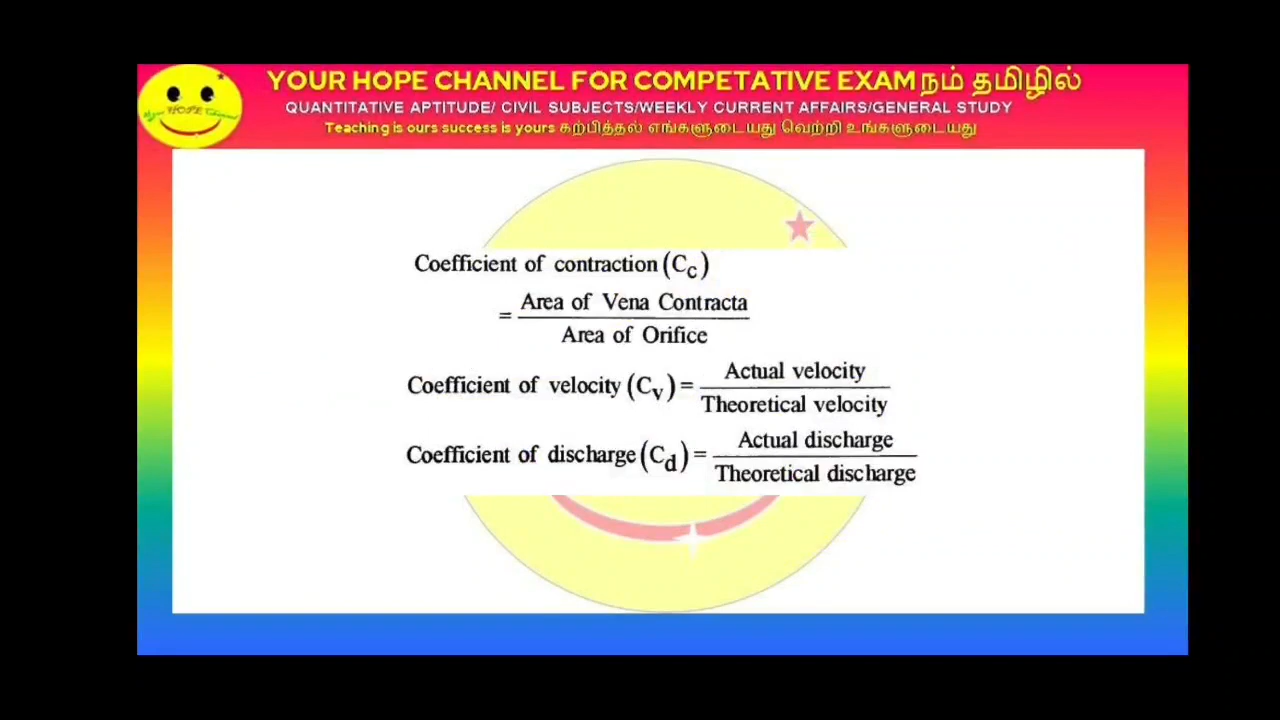 YOUR HOPE CHANNEL FOR COMPETATIVE EXAM நம் தமிழில்
QUANTITATIVE APTITUDE/ CIVIL SUBJECTS/WEEKLY CURRENT AFFAIRS/GENERAL STUDY
Teaching is ours success is yours கற்பித்தல் எங்களுடையது வெற்றி உங்களுடையது
Coefficient of contraction (Cc)
= Area of Vena Contracta
Area of Orifice
Coefficient of velocity (Cv) = Actual velocity
Theoretical velocity
Coefficient of discharge (Cd) = Actual discharge
Theoretical discharge